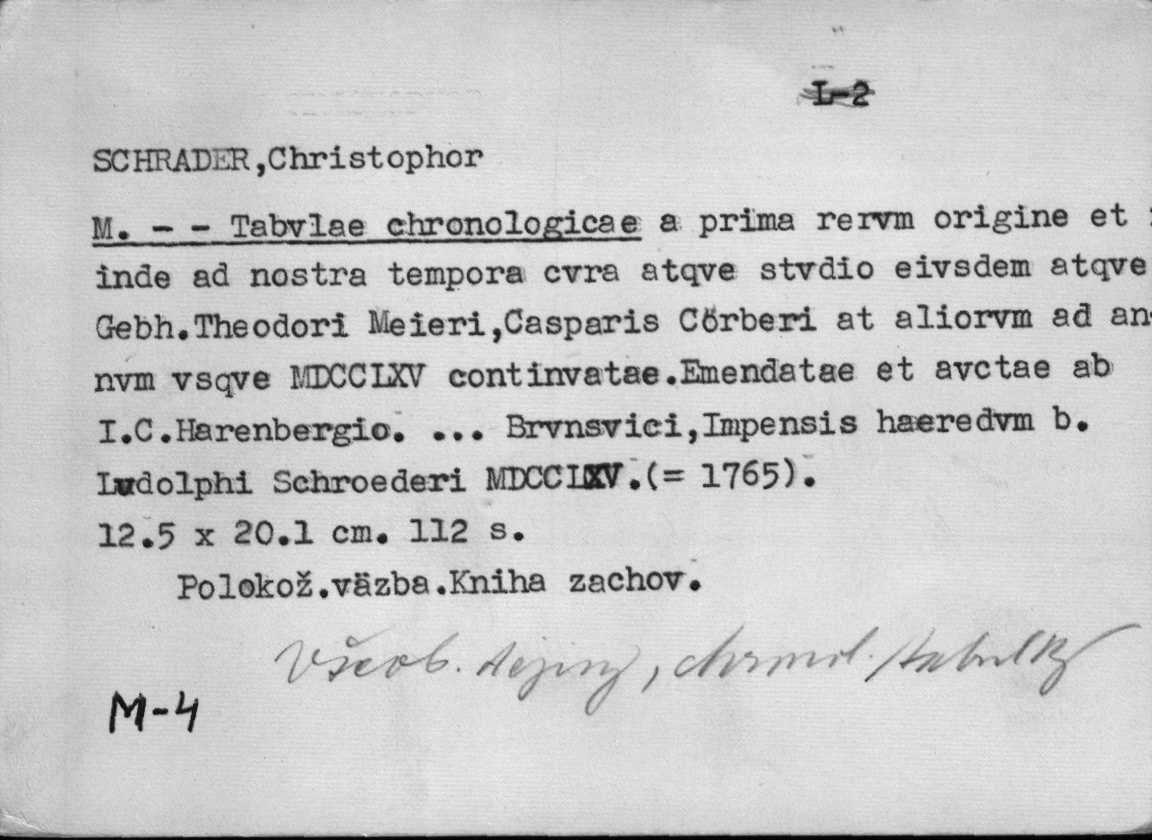 L-2
SCHRADER,Christophor
M. - - Tabvlae chronologicae a prima rervm origine et
inde ad nostra tempora cvra atqve stvdio eivsdem atqve
Gebh.Theodori Meieri,Casparis Cörberi at aliorvm ad an-
nvm vsqve MDCCLXV continvatae.Emendatae et avctae ab
I.C.Harenbergio. ... Brvnsvici,Impensis haeredvm b.
Ludolphi Schroederi MDCCLXV.(= 1765).
12.5 x 20.1 cm. 112 s.
Polokož.väzba.Kniha zachov.
Všeob. dejiny, chronol. tabulky
M-4